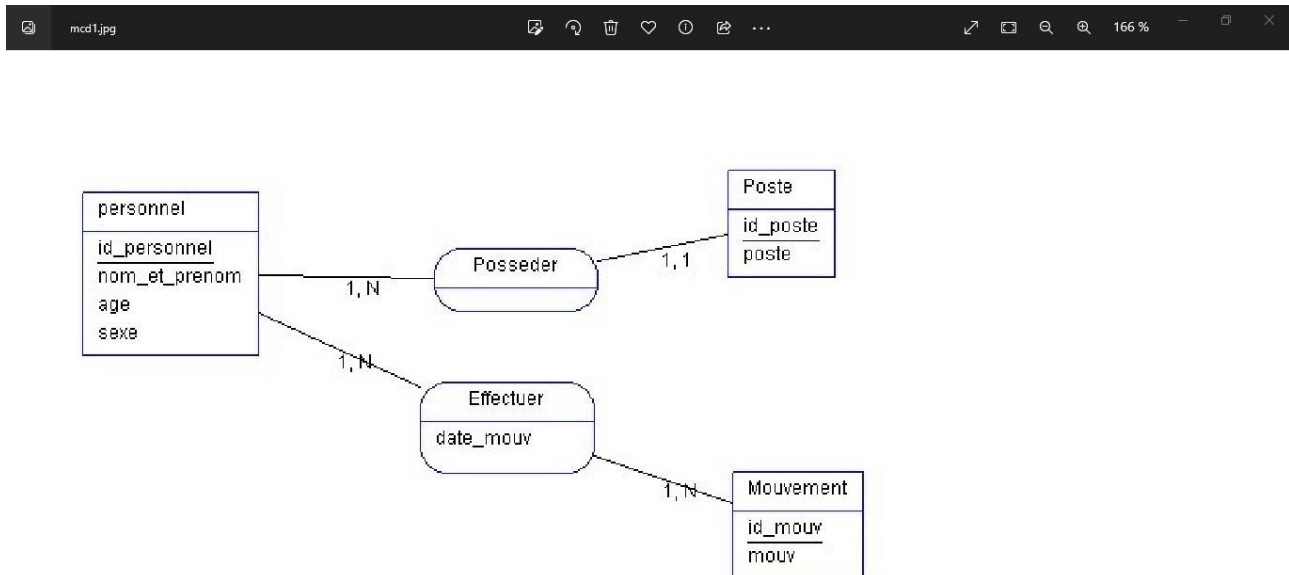 mcd1.jpg
166 %
personnel
id_personnel
nom_et_prenom
age
sexe
1, N
Posseder
1, 1
Poste
id_poste
poste
1, N
Effectuer
date_mouv
1, N
Mouvement
id_mouv
mouv